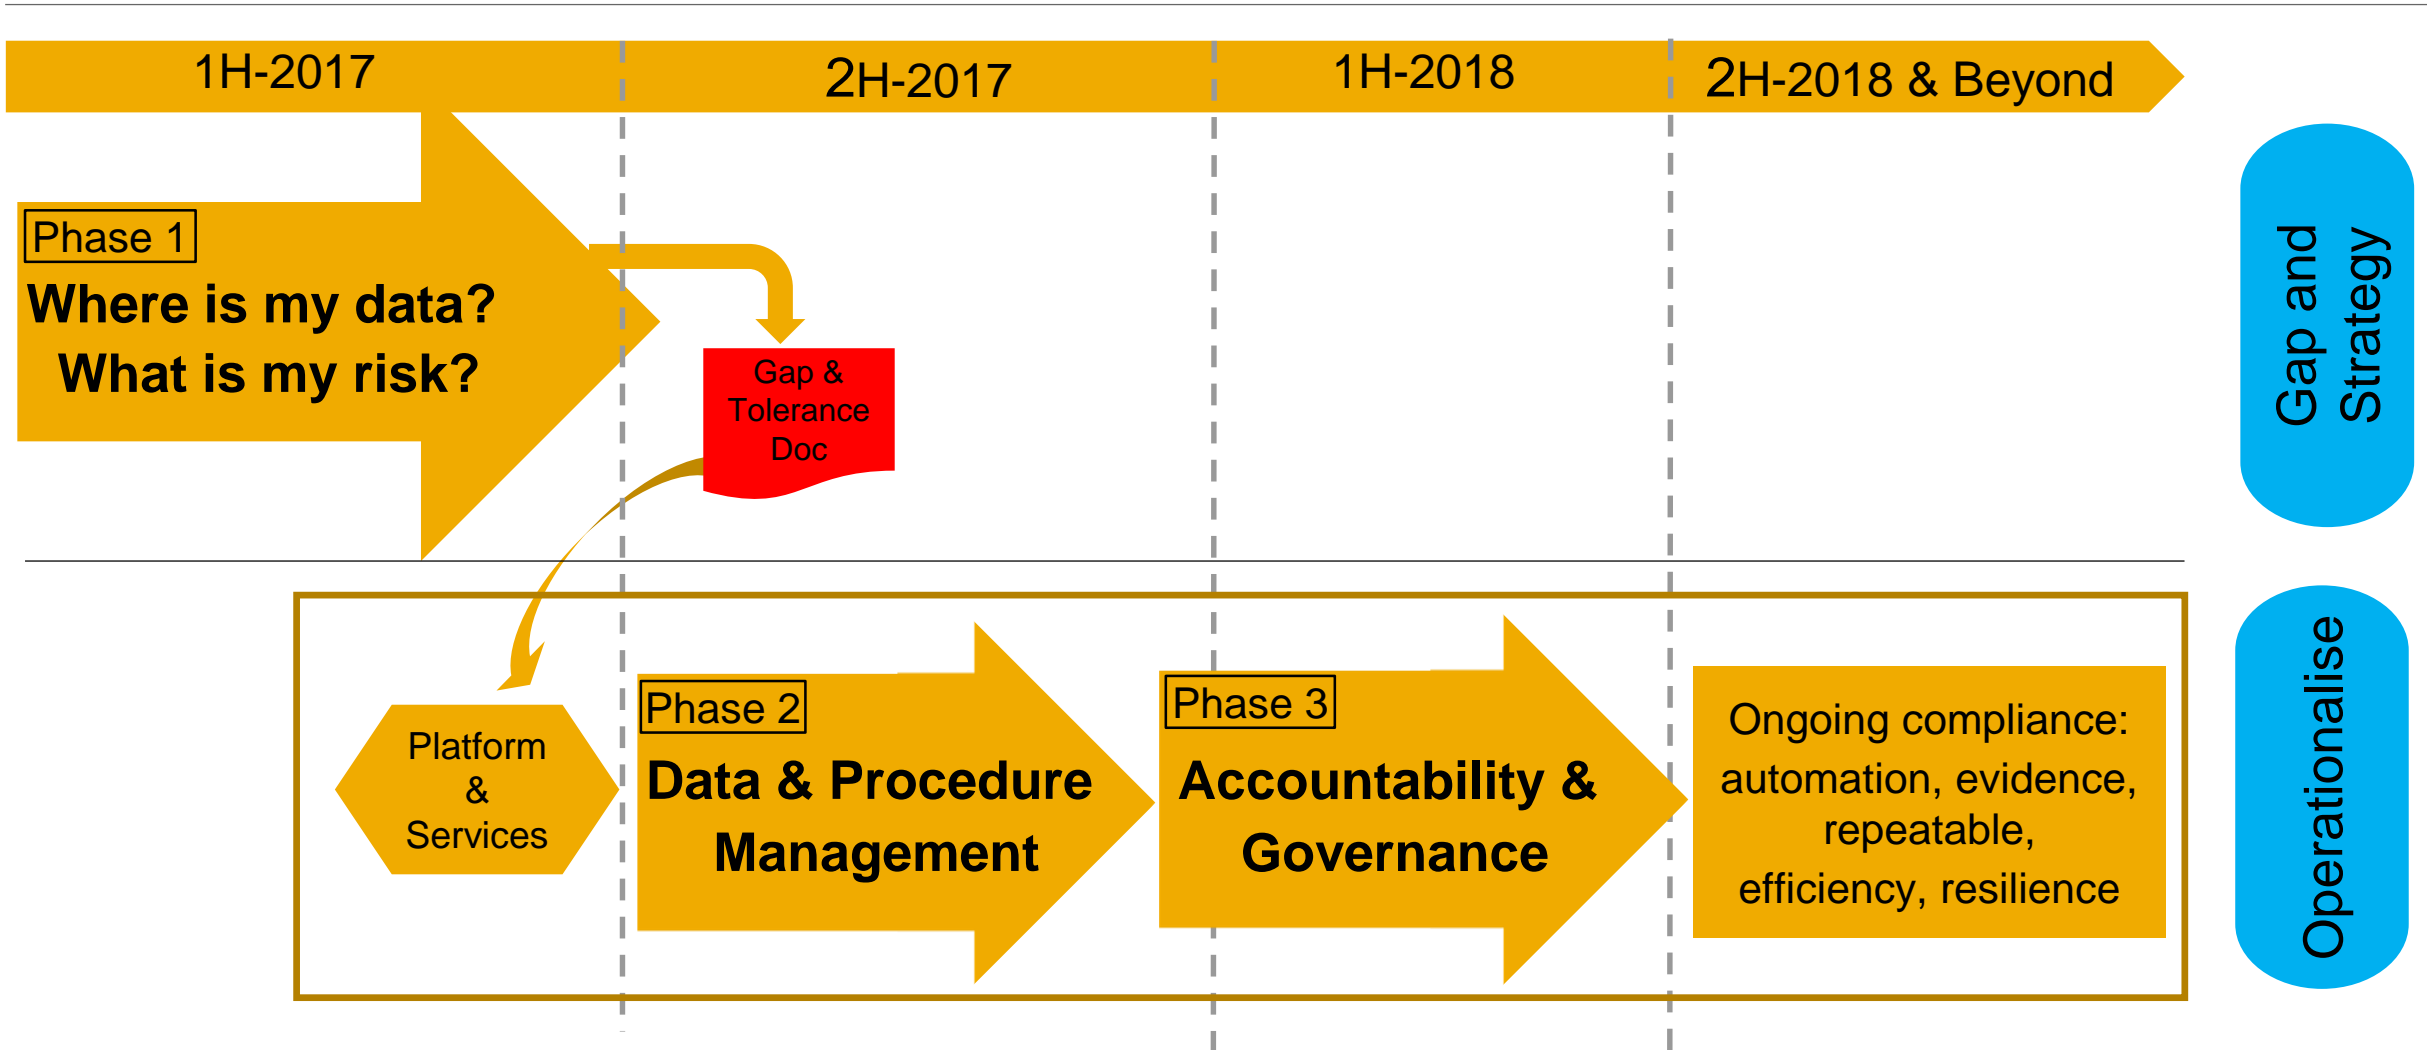 1H-2017
2H-2017
1H-2018
2H-2018 & Beyond
Phase 1
Where is my data?
What is my risk?
Gap &
Tolerance
Doc
Gap and
Strategy
Platform
&
Services
Phase 2
Data & Procedure
Management
Phase 3
Accountability &
Governance
Ongoing compliance:
automation, evidence,
repeatable,
efficiency, resilience
Operationalise